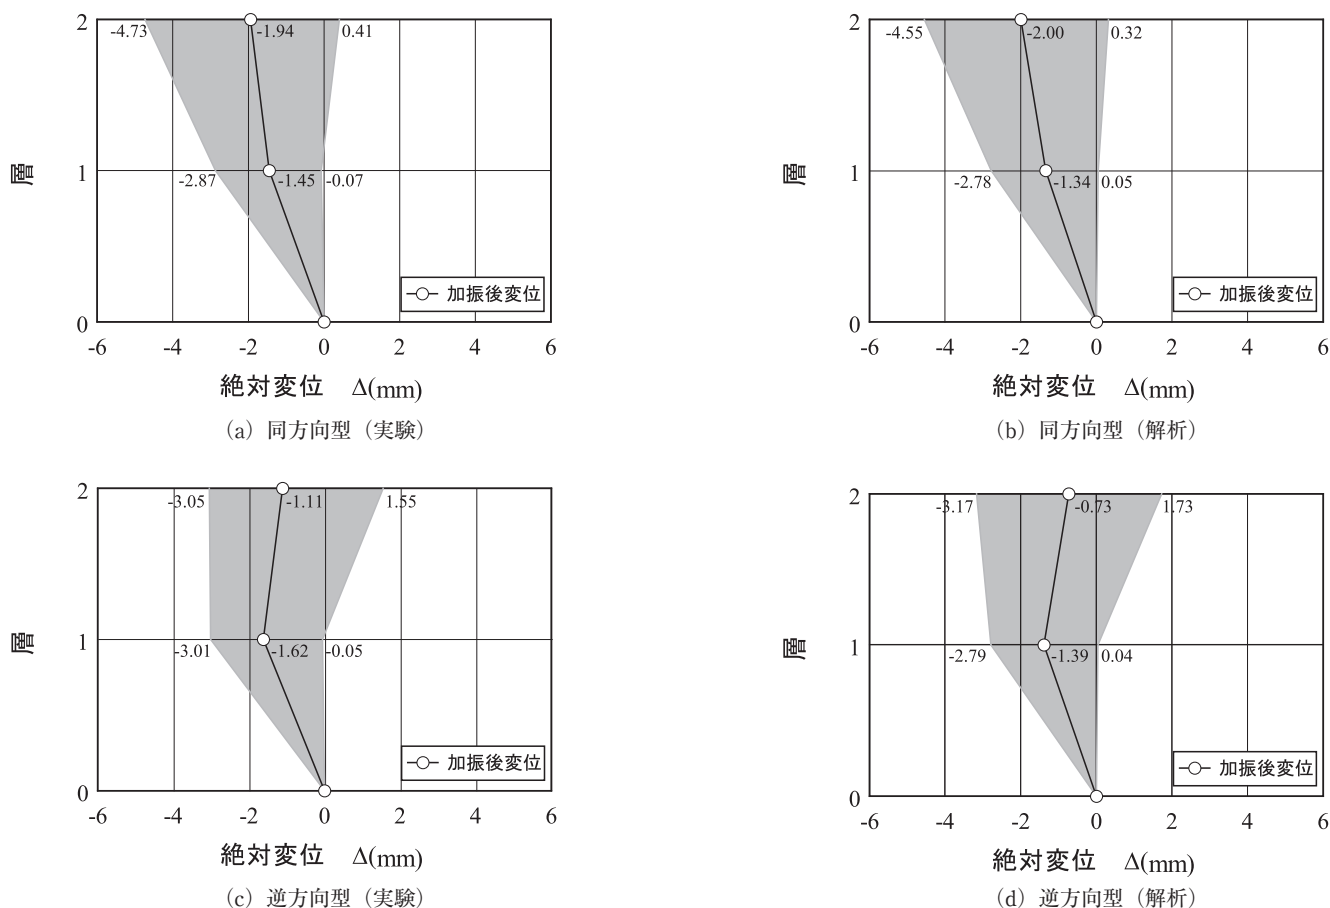 2
-4.73
-1.94
0.41
層
1
-2.87
-1.45
-0.07
加振後変位
0
-6 -4 -2 0 2 4 6
絶対変位 Δ(mm)
(a) 同方向型（実験）
2
-4.55
-2.00
0.32
層
1
-2.78
-1.34
0.05
加振後変位
0
-6 -4 -2 0 2 4 6
絶対変位 Δ(mm)
(b) 同方向型（解析）
2
-3.05
-1.11
1.55
層
1
-3.01
-1.62
-0.05
加振後変位
0
-6 -4 -2 0 2 4 6
絶対変位 Δ(mm)
(c) 逆方向型（実験）
2
-3.17
-0.73
1.73
層
1
-2.79
-1.39
0.04
加振後変位
0
-6 -4 -2 0 2 4 6
絶対変位 Δ(mm)
(d) 逆方向型（解析）